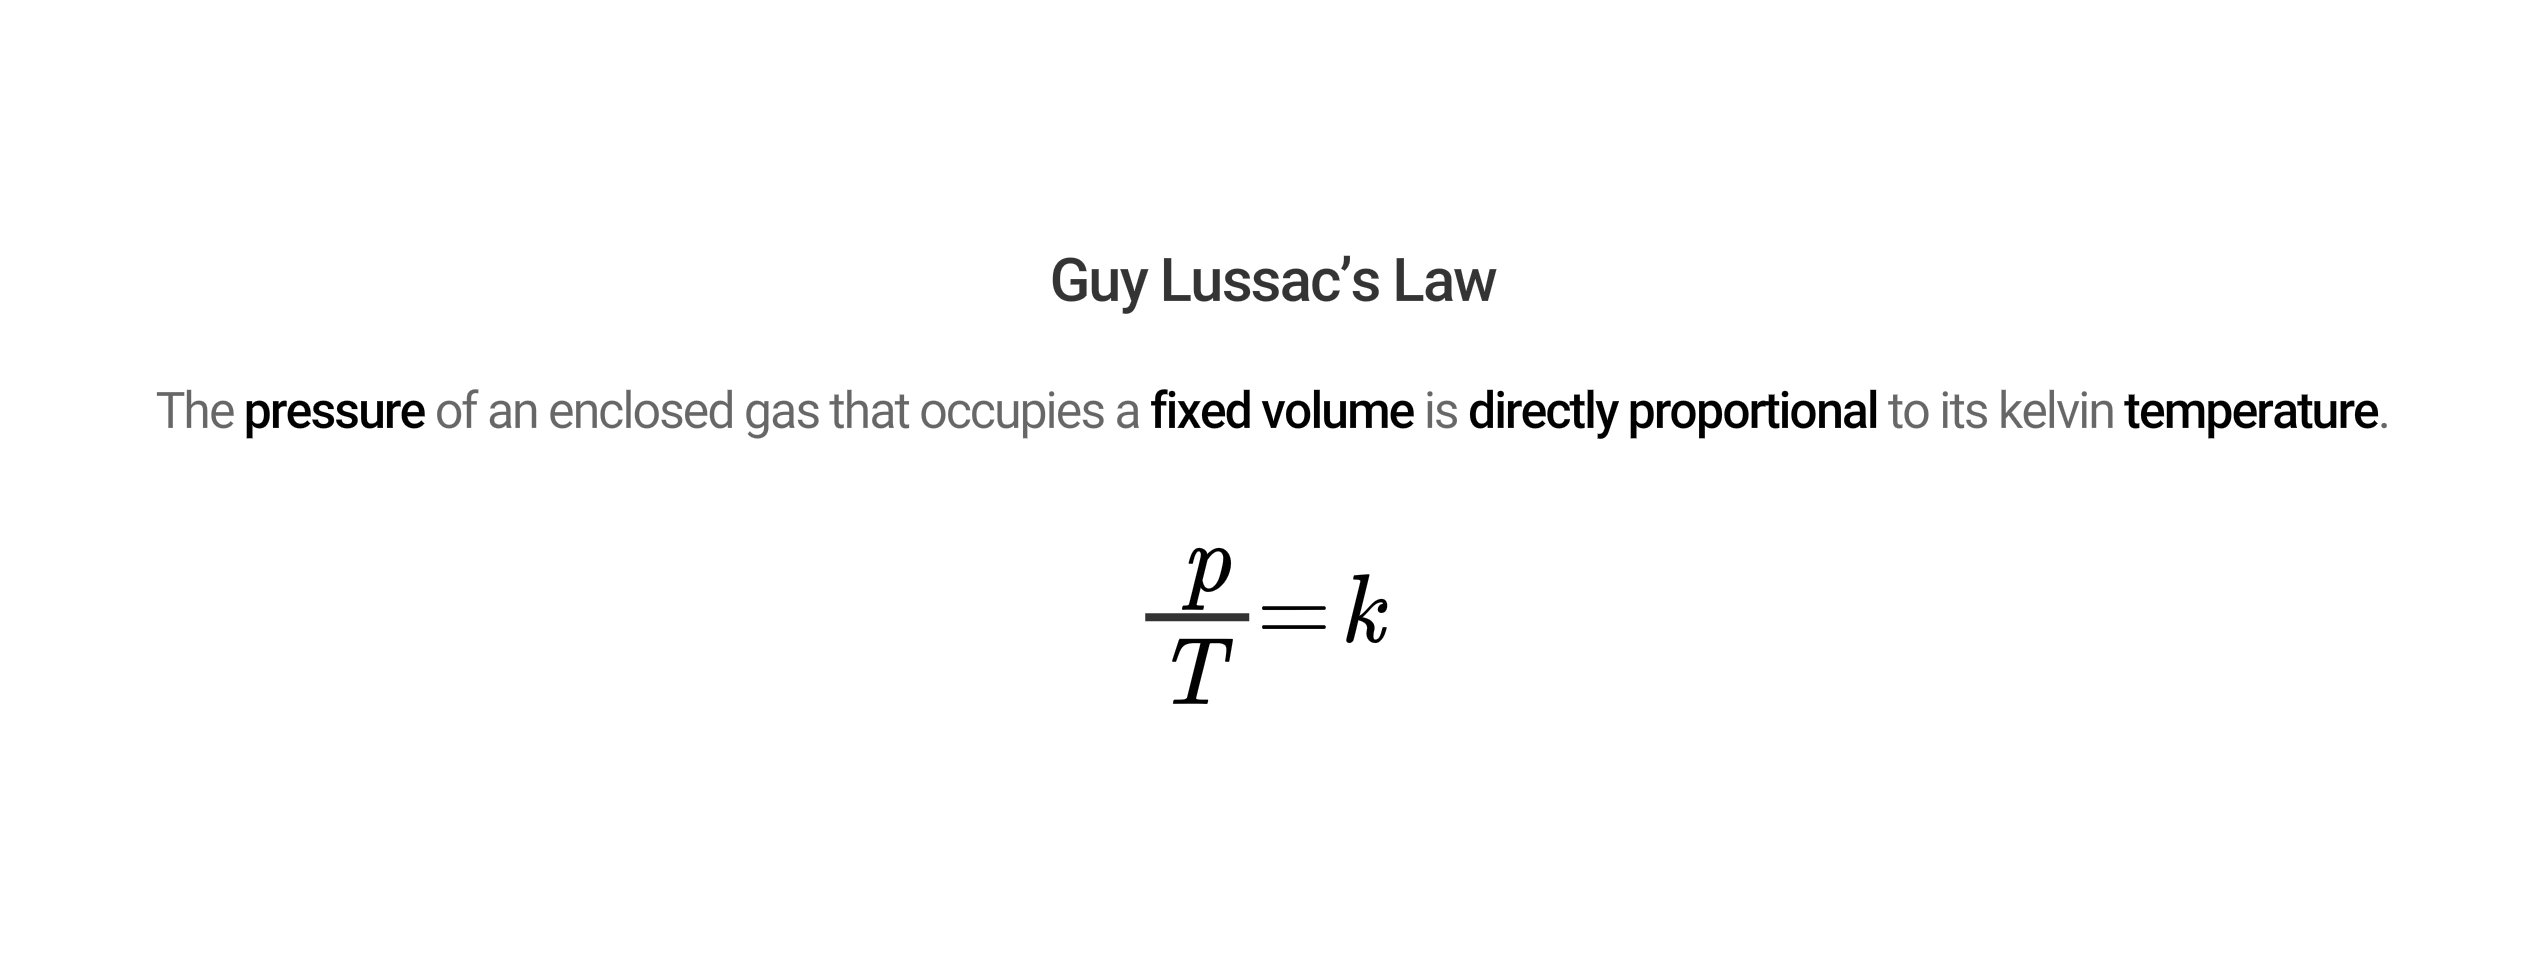 Guy Lussac’s Law
The pressure of an enclosed gas that occupies a fixed volume is directly proportional to its kelvin temperature.
p/T = k